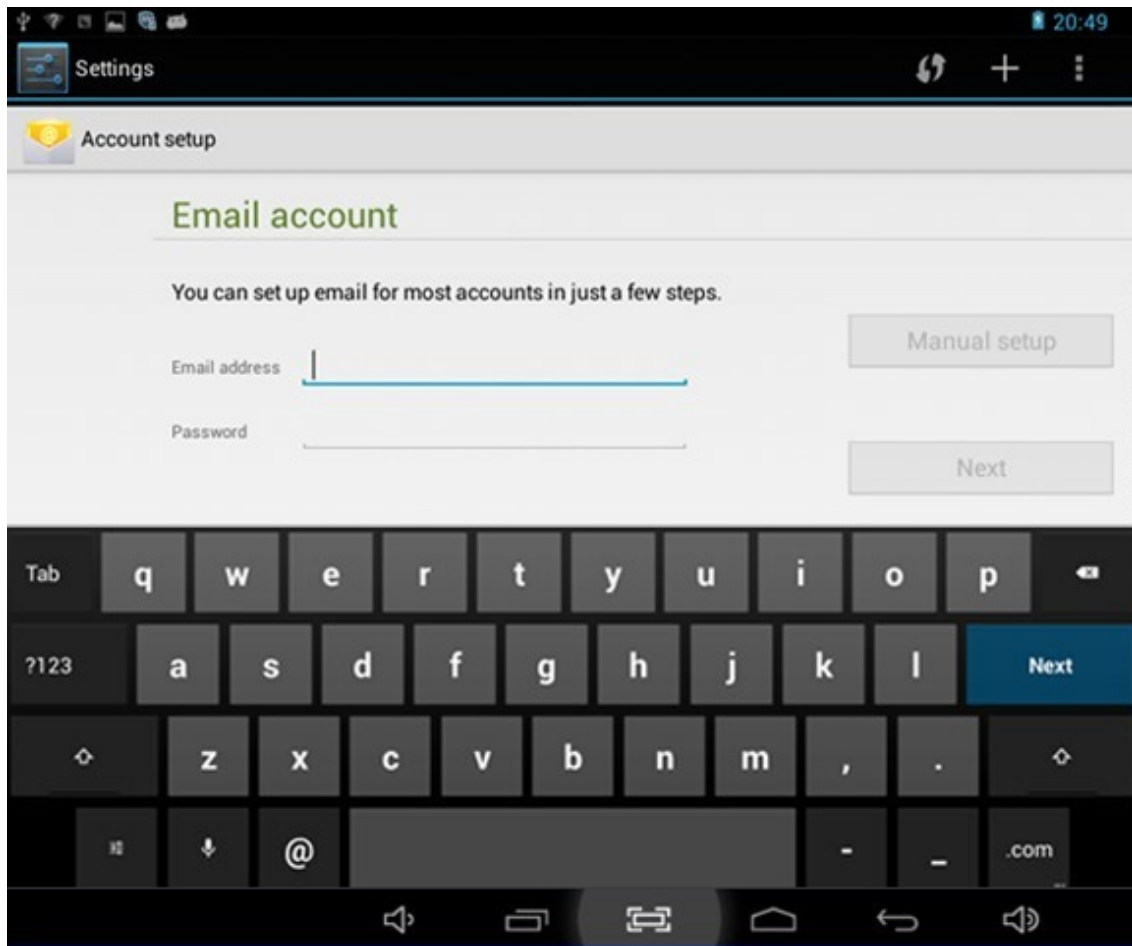 20:49
Settings
Account setup
Email account
You can set up email for most accounts in just a few steps.
Manual setup
Email address
Password
Next
Tab q w e r t y u i o p
?123 a s d f g h j k l Next
z x c v b n m , .
@ - _ .com